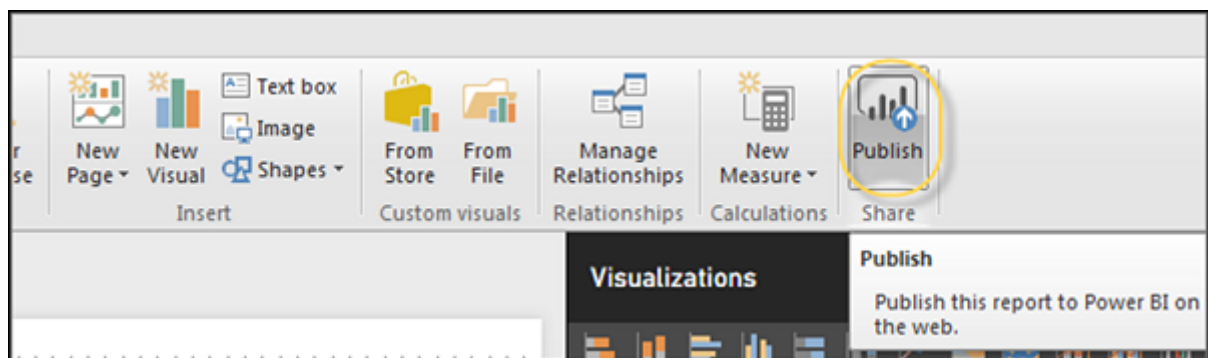 r
se
New
Page
New
Visual
Text box
Image
Shapes
Insert
From
Store
From
File
Custom visuals
Manage
Relationships
Relationships
New
Measure
Calculations
Publish
Share
Visualizations
Publish
Publish this report to Power BI on
the web.